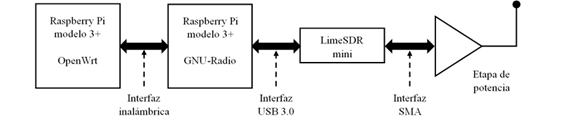 Raspberry Pi
modelo 3+
OpenWrt
Raspberry Pi
modelo 3+
GNU-Radio
LimeSDR
mini
Etapa de
potencia
Interfaz
inalámbrica
Interfaz
USB 3.0
Interfaz
SMA